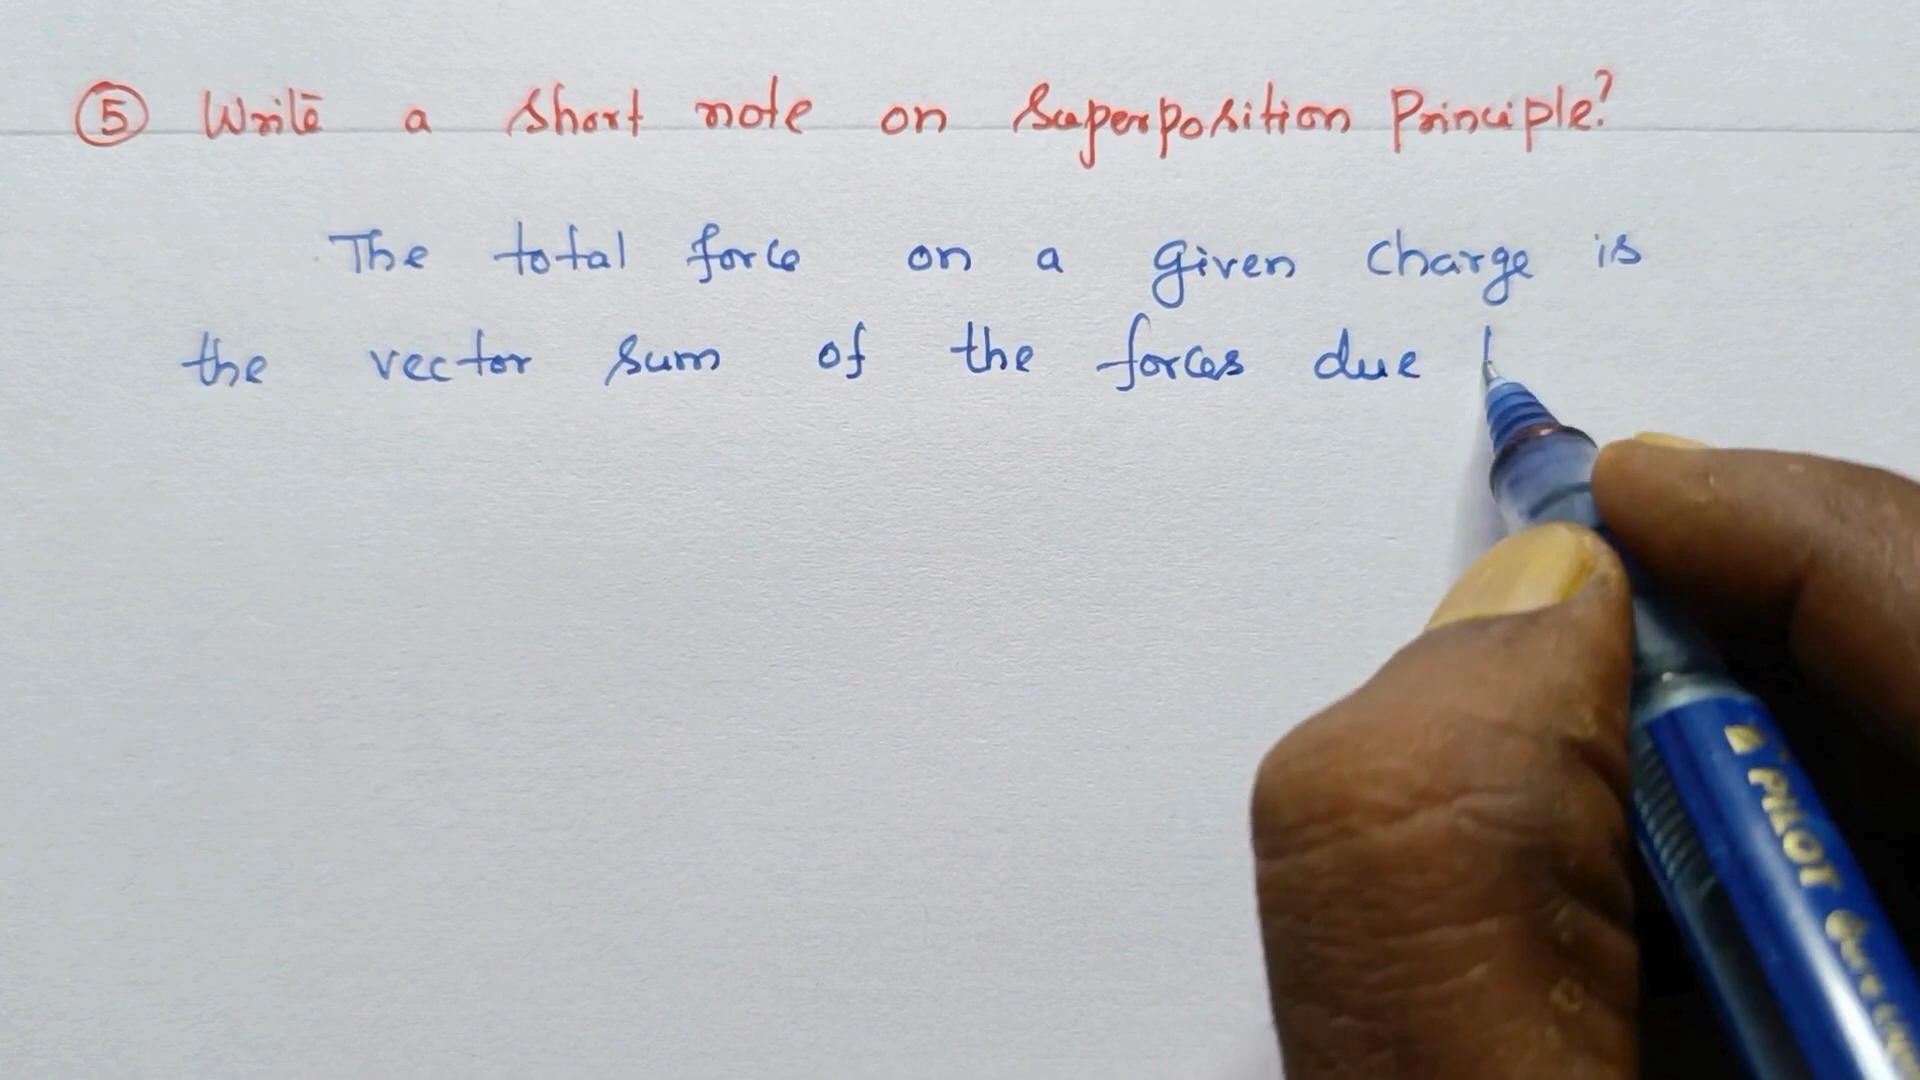 5 Write a short note on Superposition Principle?
The total force on a given charge is
the vector sum of the forces due
PILOT